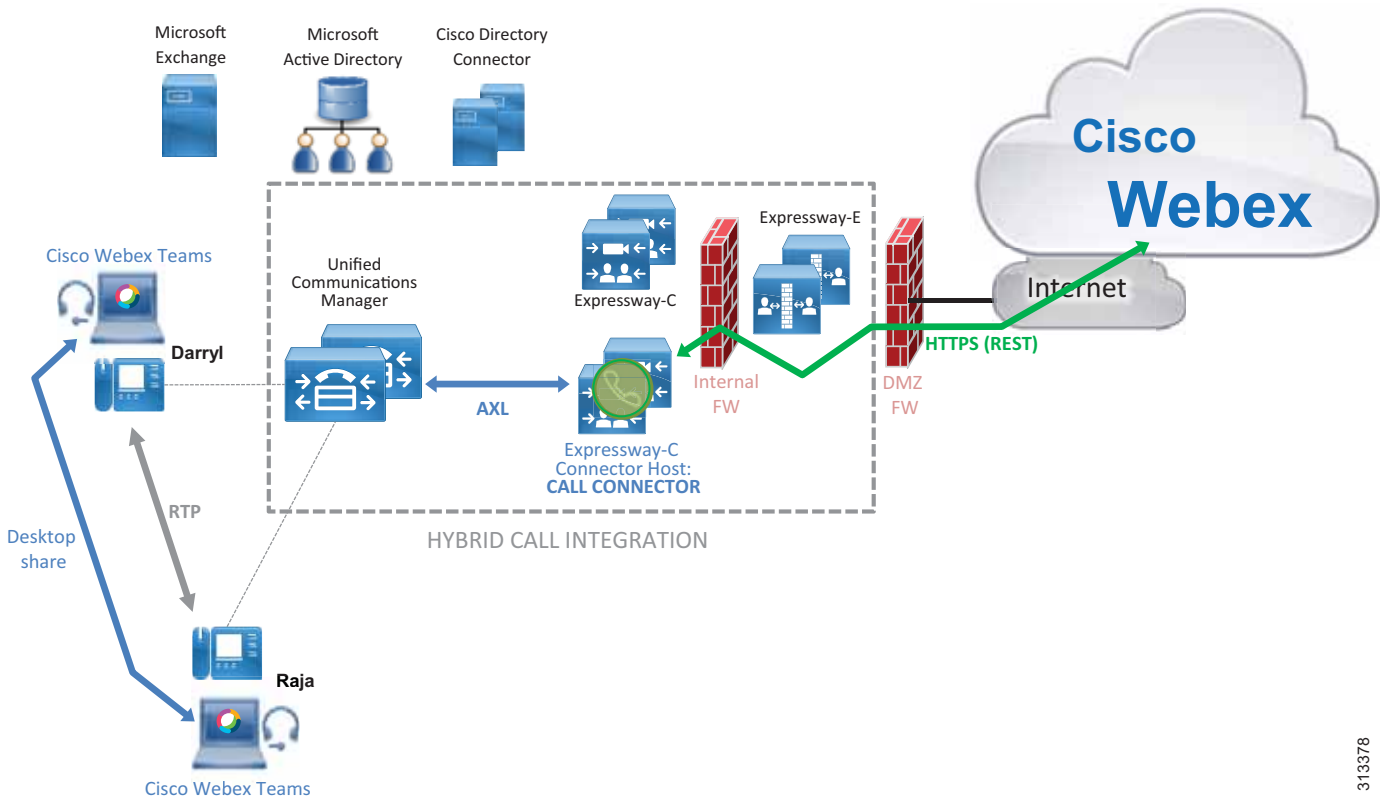 Microsoft
Exchange
Microsoft
Active Directory
Cisco Directory
Connector
Cisco
Webex
Internet
Cisco Webex Teams
Darryl
Unified
Communications
Manager
Expressway-C
Expressway-E
AXL
Expressway-C
Connector Host:
CALL CONNECTOR
Internal
FW
DMZ
FW
HTTPS (REST)
HYBRID CALL INTEGRATION
RTP
Desktop
share
Raja
Cisco Webex Teams
313378